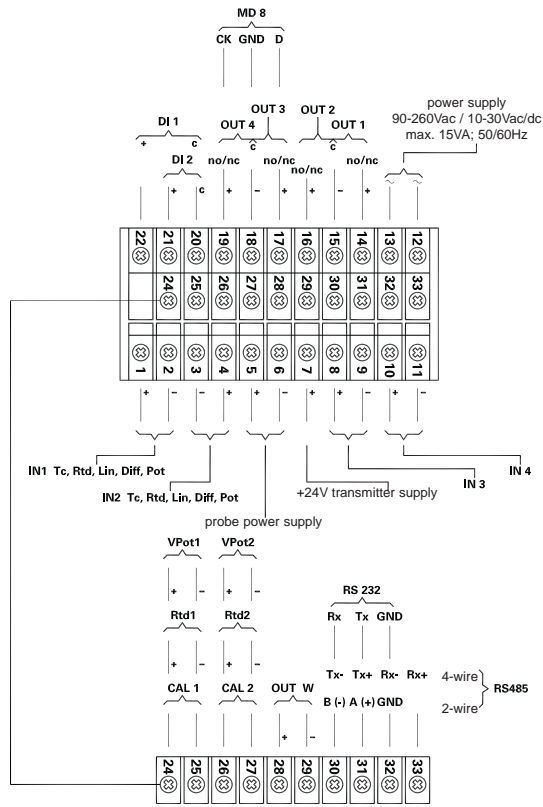 MD 8
CK GND D
OUT 3 OUT 2
DI 1 OUT 4 OUT 1
+ c c c
DI 2 no/nc no/nc no/nc no/nc
+ c + – + + – + ~ ~
power supply
90-260Vac / 10-30Vac/dc
max. 15VA; 50/60Hz
22 21 20 19 18 17 16 15 14 13 12
24 25 26 27 28 29 30 31 32 33
1 2 3 4 5 6 7 8 9 10 11
+ – – + + – + + – + –
IN1 Tc, Rtd, Lin, Diff, Pot
IN2 Tc, Rtd, Lin, Diff, Pot
probe power supply
+24V transmitter supply
IN 3
IN 4
VPot1 VPot2
+ – + –
Rtd1 Rtd2
+ – + –
CAL 1 CAL 2 OUT W
+ –
RS 232
Rx Tx GND
Tx- Tx+ Rx- Rx+ 4-wire
RS485
B (-) A (+) GND 2-wire
24 25 26 27 28 29 30 31 32 33